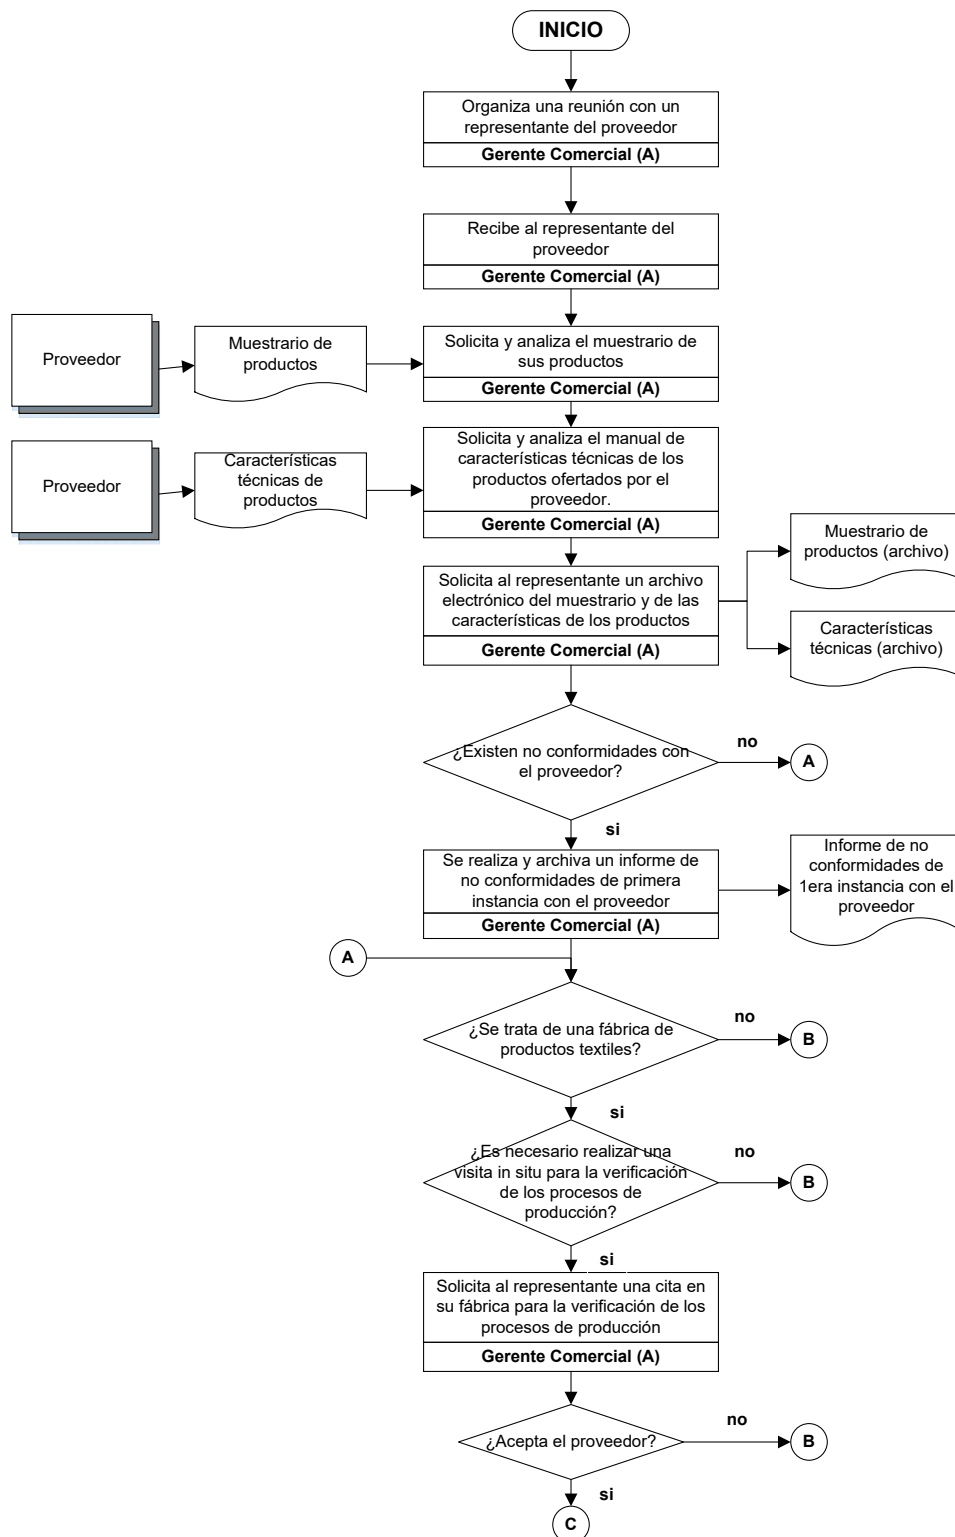 INICIO
Organiza una reunión con un
representante del proveedor
Gerente Comercial (A)
Recibe al representante del
proveedor
Gerente Comercial (A)
Proveedor
Muestrario de
productos
Solicita y analiza el muestrario de
sus productos
Gerente Comercial (A)
Proveedor
Características
técnicas de
productos
Solicita y analiza el manual de
características técnicas de los
productos ofertados por el
proveedor.
Gerente Comercial (A)
Muestrario de
productos (archivo)
Solicita al representante un archivo
electrónico del muestrario y de las
características de los productos
Gerente Comercial (A)
Características
técnicas (archivo)
¿Existen no conformidades con
el proveedor?
no
A
si
Se realiza y archiva un informe de
no conformidades de primera
instancia con el proveedor
Gerente Comercial (A)
Informe de no
conformidades de
1era instancia con el
proveedor
A
¿Se trata de una fábrica de
productos textiles?
no
B
si
¿Es necesario realizar una
visita in situ para la verificación
de los procesos de
producción?
no
B
si
Solicita al representante una cita en
su fábrica para la verificación de los
procesos de producción
Gerente Comercial (A)
¿Acepta el proveedor?
no
B
si
C